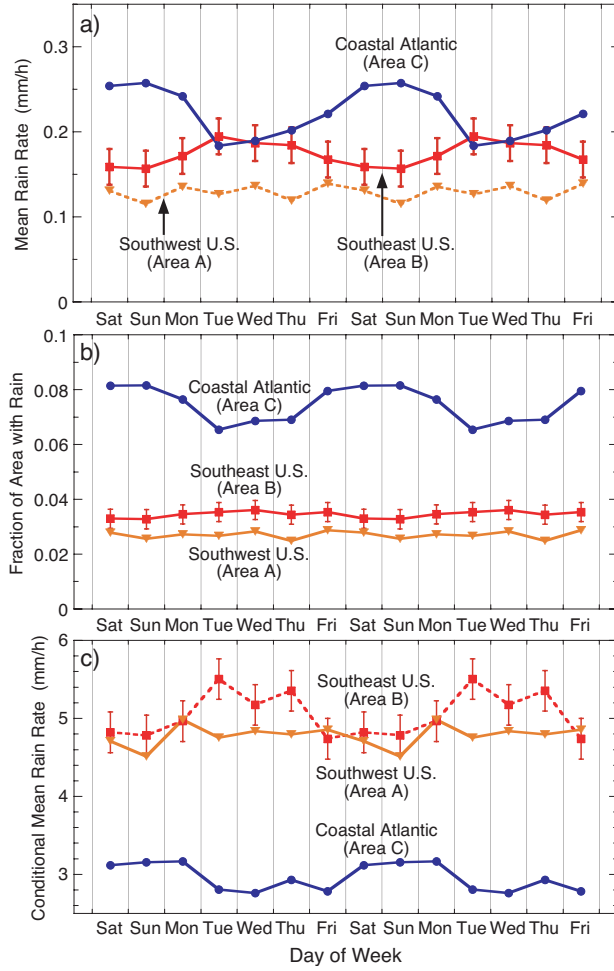 a)
0.3
0.2
0.1
0
Mean Rain Rate (mm/h)
Coastal Atlantic
(Area C)
Southwest U.S.
(Area A)
Southeast U.S.
(Area B)
Sat Sun Mon Tue Wed Thu Fri Sat Sun Mon Tue Wed Thu Fri
b)
0.1
0.08
0.06
0.04
0.02
0
Fraction of Area with Rain
Coastal Atlantic
(Area C)
Southeast U.S.
(Area B)
Southwest U.S.
(Area A)
Sat Sun Mon Tue Wed Thu Fri Sat Sun Mon Tue Wed Thu Fri
c)
6
5
4
3
Conditional Mean Rain Rate (mm/h)
Southeast U.S.
(Area B)
Southwest U.S.
(Area A)
Coastal Atlantic
(Area C)
Sat Sun Mon Tue Wed Thu Fri Sat Sun Mon Tue Wed Thu Fri
Day of Week